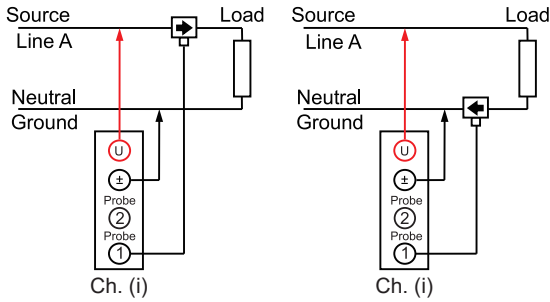 Source
Load
Line A
Neutral
Ground
U
±
Probe
2
Probe
1
Ch. (i)
Source
Load
Line A
Neutral
Ground
U
±
Probe
2
Probe
1
Ch. (i)